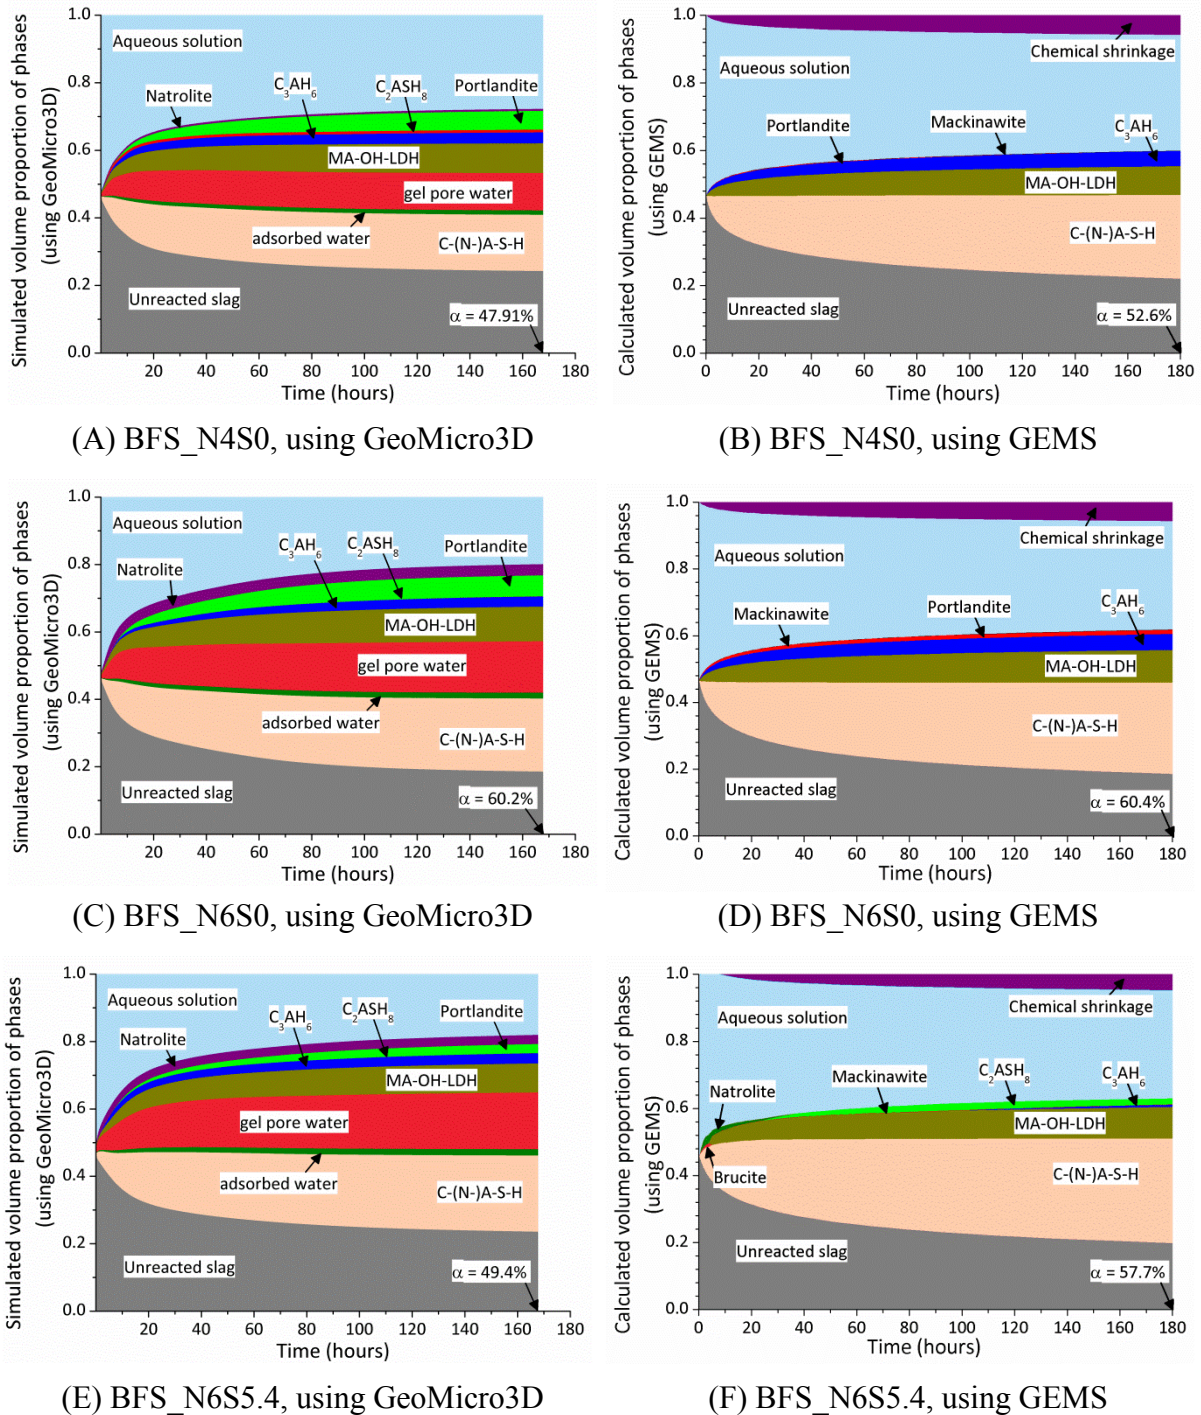 Simulated volume proportion of phases
(using GeoMicro3D)
1.0
0.8
0.6
0.4
0.2
0.0
Aqueous solution
Natrolite
C3AH6
C2ASH8
Portlandite
MA-OH-LDH
gel pore water
adsorbed water
C-(N-)A-S-H
Unreacted slag
α = 47.91%
20 40 60 80 100 120 140 160 180
Time (hours)
(A) BFS_N4S0, using GeoMicro3D
Calculated volume proportion of phases
(using GEMS)
1.0
0.8
0.6
0.4
0.2
0.0
Chemical shrinkage
Aqueous solution
Portlandite
Mackinawite
C3AH6
MA-OH-LDH
C-(N-)A-S-H
Unreacted slag
α = 52.6%
0 20 40 60 80 100 120 140 160 180
Time (hours)
(B) BFS_N4S0, using GEMS
Simulated volume proportion of phases
(using GeoMicro3D)
1.0
0.8
0.6
0.4
0.2
0.0
Aqueous solution
Natrolite
C3AH6
C2ASH8
Portlandite
MA-OH-LDH
gel pore water
adsorbed water
C-(N-)A-S-H
Unreacted slag
α = 60.2%
20 40 60 80 100 120 140 160 180
Time (hours)
(C) BFS_N6S0, using GeoMicro3D
Calculated volume proportion of phases
(using GEMS)
1.0
0.8
0.6
0.4
0.2
0.0
Chemical shrinkage
Aqueous solution
Mackinawite
Portlandite
C3AH6
MA-OH-LDH
C-(N-)A-S-H
Unreacted slag
α = 60.4%
0 20 40 60 80 100 120 140 160 180
Time (hours)
(D) BFS_N6S0, using GEMS
Simulated volume proportion of phases
(using GeoMicro3D)
1.0
0.8
0.6
0.4
0.2
0.0
Aqueous solution
Natrolite
C3AH6
C2ASH8
Portlandite
MA-OH-LDH
gel pore water
adsorbed water
C-(N-)A-S-H
Unreacted slag
α = 49.4%
20 40 60 80 100 120 140 160 180
Time (hours)
(E) BFS_N6S5.4, using GeoMicro3D
Calculated volume proportion of phases
(using GEMS)
1.0
0.8
0.6
0.4
0.2
0.0
Chemical shrinkage
Aqueous solution
Natrolite
Mackinawite
C2ASH8
C3AH6
MA-OH-LDH
Brucite
C-(N-)A-S-H
Unreacted slag
α = 57.7%
0 20 40 60 80 100 120 140 160 180
Time (hours)
(F) BFS_N6S5.4, using GEMS